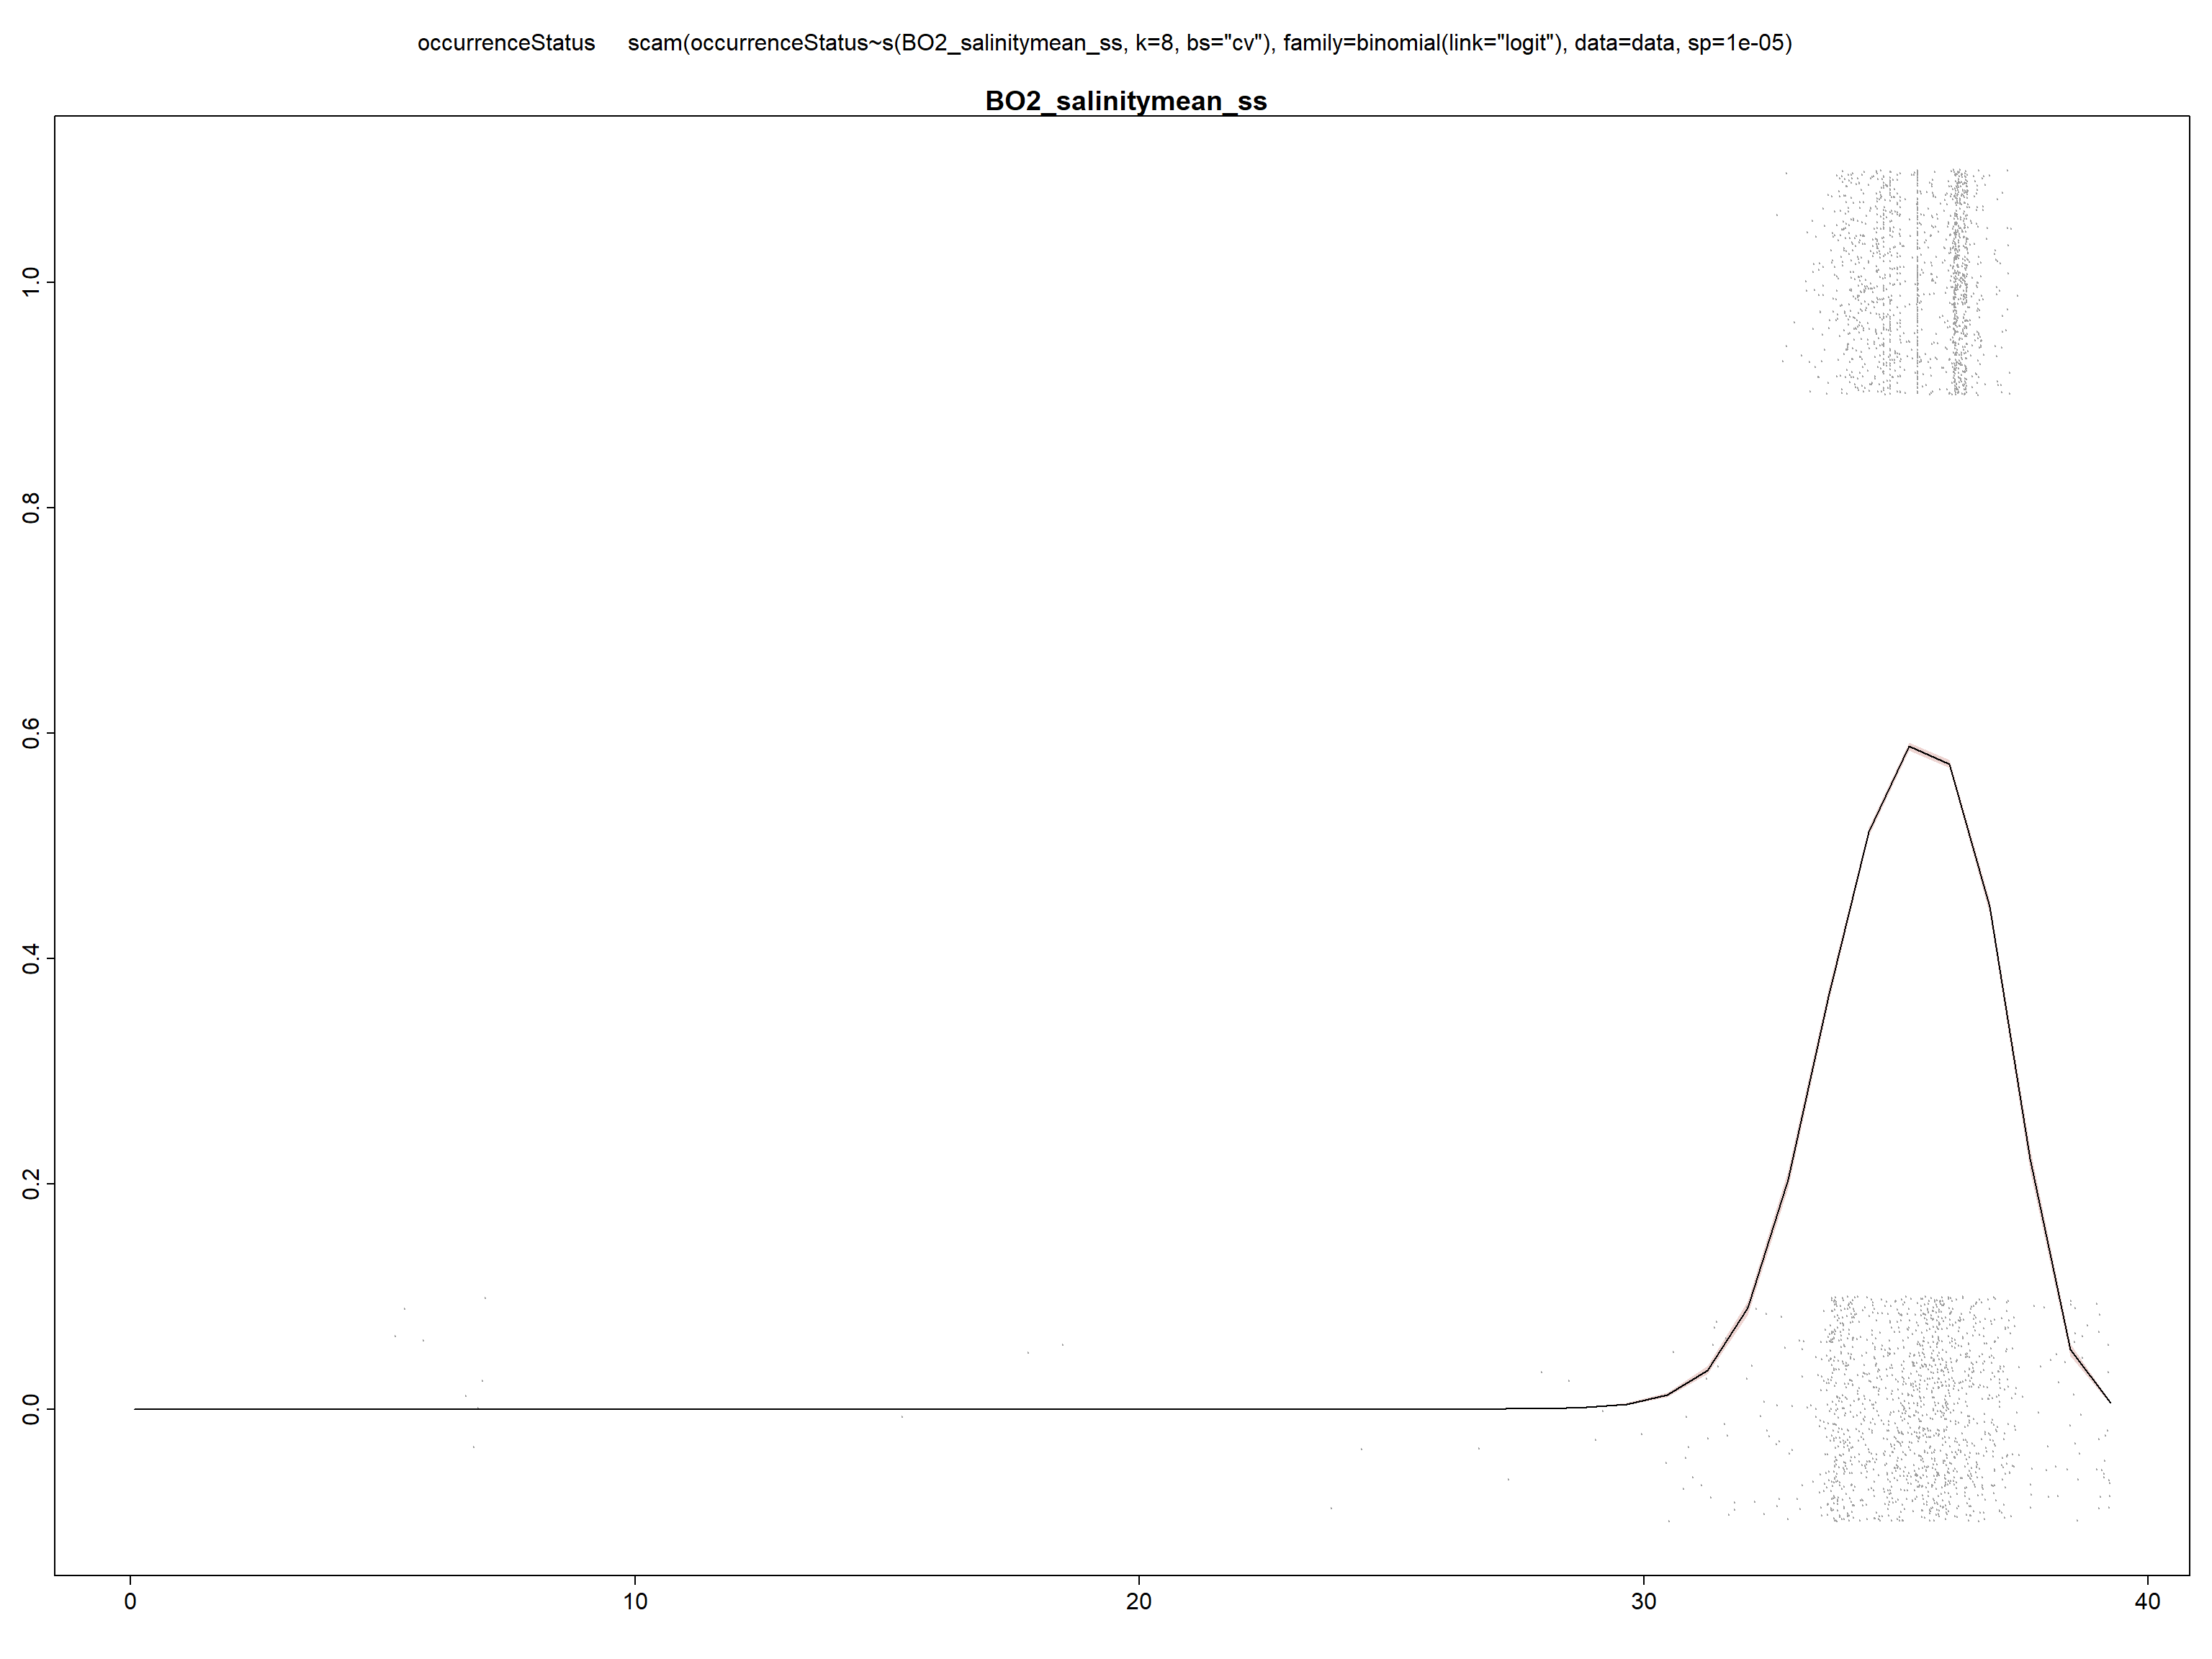 occurrenceStatus scam(occurrenceStatus~s(BO2_salinitymean_ss, k=8, bs="cv"), family=binomial(link="logit"), data=data, sp=1e-05)
BO2_salinitymean_ss
1.0
0.8
0.6
0.4
0.2
0.0
0 10 20 30 40